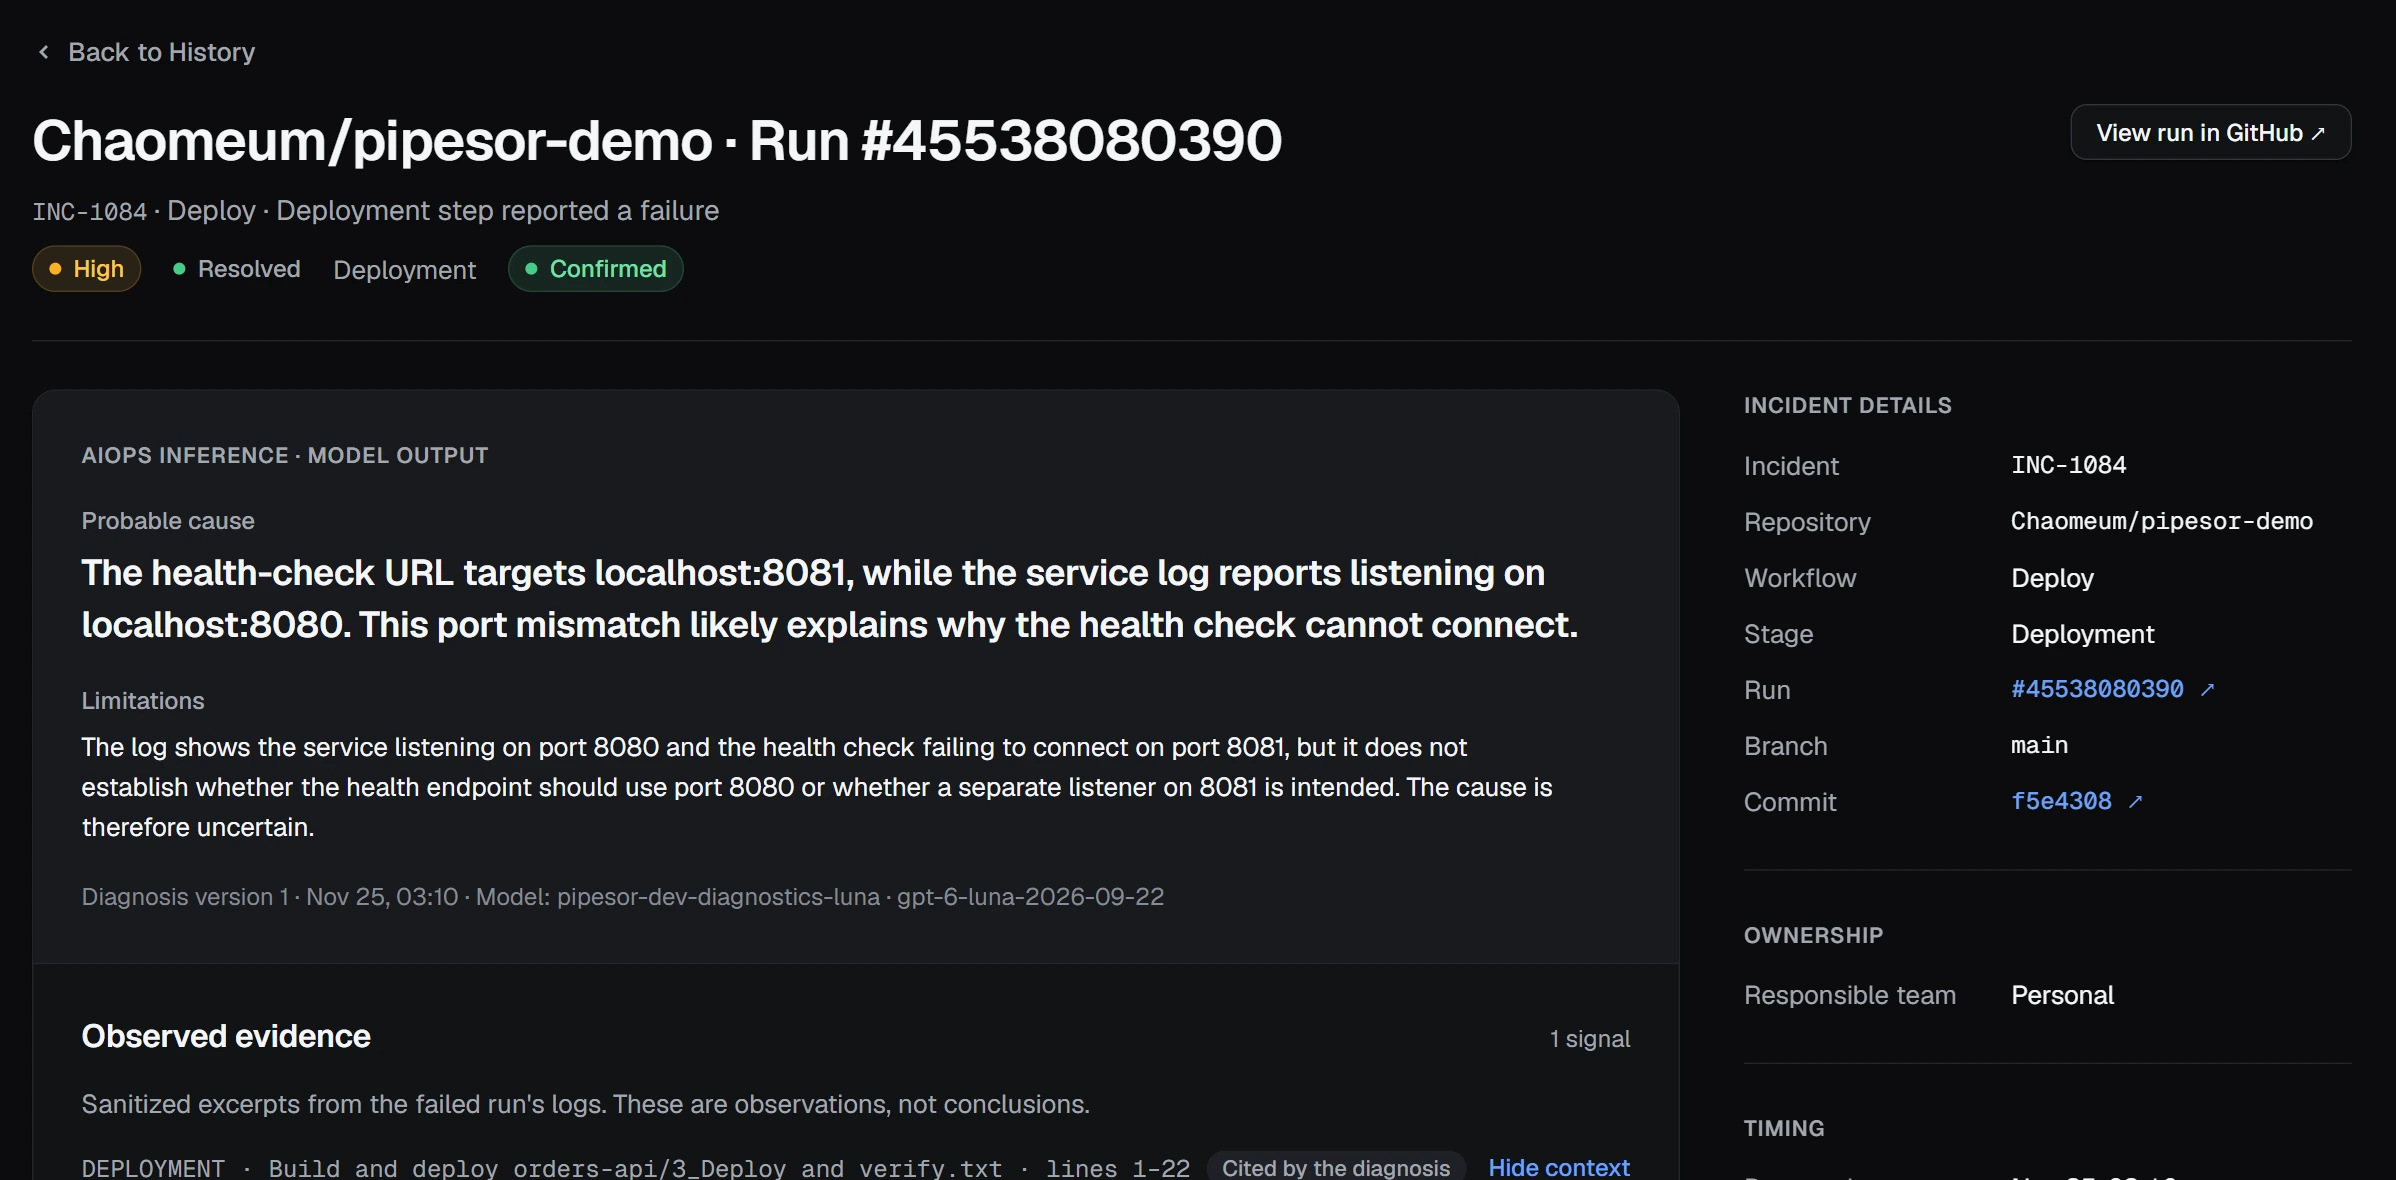 Back to History
Chaomeum/pipesor-demo · Run #45538080390
View run in GitHub ↗
INC-1084 · Deploy · Deployment step reported a failure
High
Resolved
Deployment
Confirmed
AIOPS INFERENCE · MODEL OUTPUT
Probable cause
The health-check URL targets localhost:8081, while the service log reports listening on
localhost:8080. This port mismatch likely explains why the health check cannot connect.
Limitations
The log shows the service listening on port 8080 and the health check failing to connect on port 8081, but it does not
establish whether the health endpoint should use port 8080 or whether a separate listener on 8081 is intended. The cause is
therefore uncertain.
Diagnosis version 1 · Nov 25, 03:10 · Model: pipesor-dev-diagnostics-luna · gpt-6-luna-2026-09-22
Observed evidence
1 signal
Sanitized excerpts from the failed run's logs. These are observations, not conclusions.
DEPLOYMENT · Build and deploy orders-api/3_Deploy and verify.txt · lines 1-22
Cited by the diagnosis
Hide context
INCIDENT DETAILS
Incident INC-1084
Repository Chaomeum/pipesor-demo
Workflow Deploy
Stage Deployment
Run #45538080390 ↗
Branch main
Commit f5e4308 ↗
OWNERSHIP
Responsible team Personal
TIMING